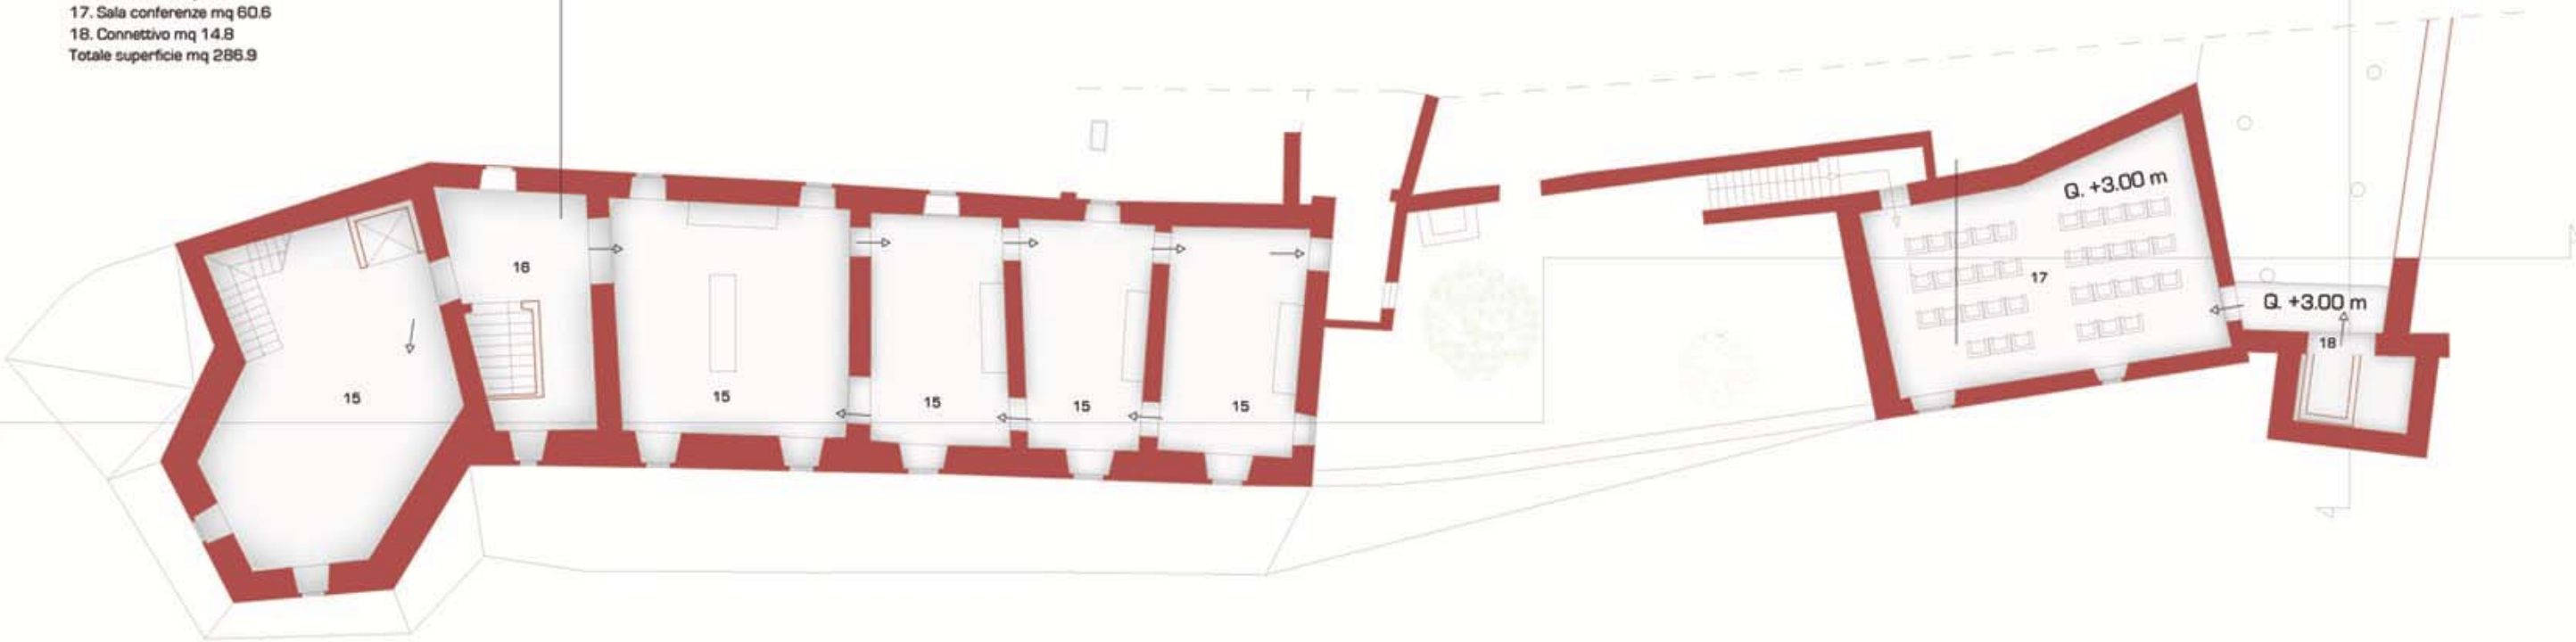 17. Sala conferenze mq 60.6
18. Connettivo mq 14.8
Totale superficie mq 286.9
Q. +3.00 m
16
17
Q. +3.00 m
18
15
15
15
15
15